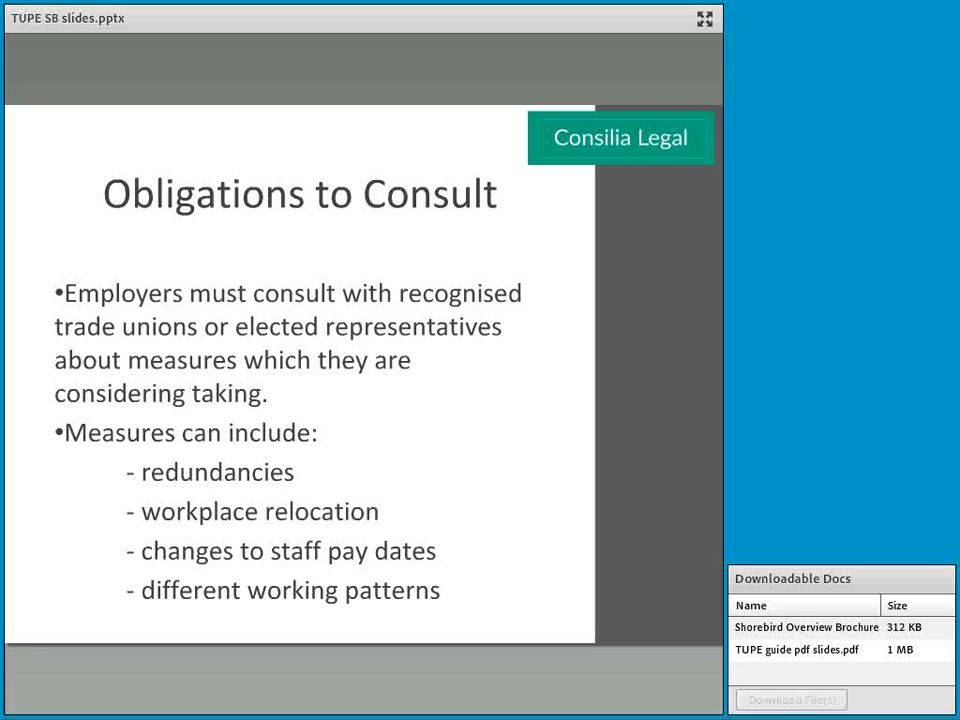 TUPE SB slides.pptx
Consilia Legal
Obligations to Consult
•Employers must consult with recognised
trade unions or elected representatives
about measures which they are
considering taking.
•Measures can include:
- redundancies
- workplace relocation
- changes to staff pay dates
- different working patterns
Downloadable Docs
Name Size
Shorebird Overview Brochure 312 KB
TUPE guide pdf slides.pdf 1 MB
Download File(s)